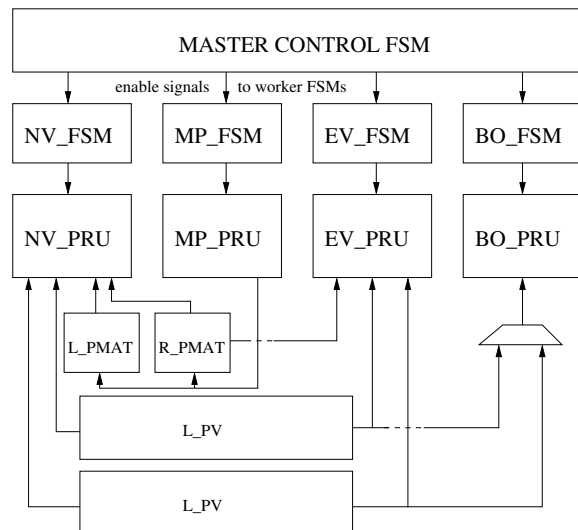 MASTER CONTROL FSM
enable signals to worker FSMs
NV_FSM MP_FSM EV_FSM BO_FSM
NV_PRU MP_PRU EV_PRU BO_PRU
L_PMAT R_PMAT
L_PV
L_PV